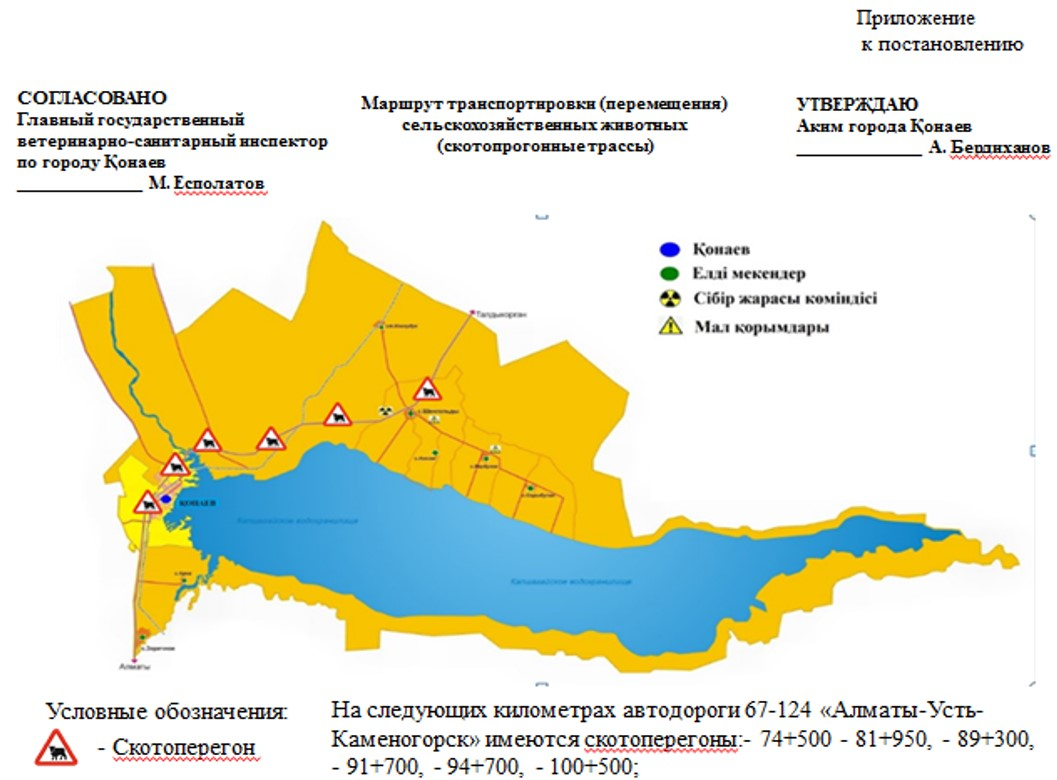 Приложение
к постановлению
СОГЛАСОВАНО
Главный государственный
ветеринарно-санитарный инспектор
по городу Қонаев
_____________ М. Есполатов
Маршрут транспортировки (перемещения)
сельскохозяйственных животных
(скотопрогонные трассы)
УТВЕРЖДАЮ
Аким города Қонаев
_____________ А. Бердиханов
Қонаев
Елді мекендер
Сібір жарасы көміндісі
Мал қорымдары
Талдыкорган
ҚОНАЕВ
Капшагайское водохранилище
Капшагайское водохранилище
Алматы
Условные обозначения:
- Скотоперегон
На следующих километрах автодороги 67-124 «Алматы-Усть-
Каменогорск» имеются скотоперегоны:- 74+500 - 81+950, - 89+300,
- 91+700, - 94+700, - 100+500;